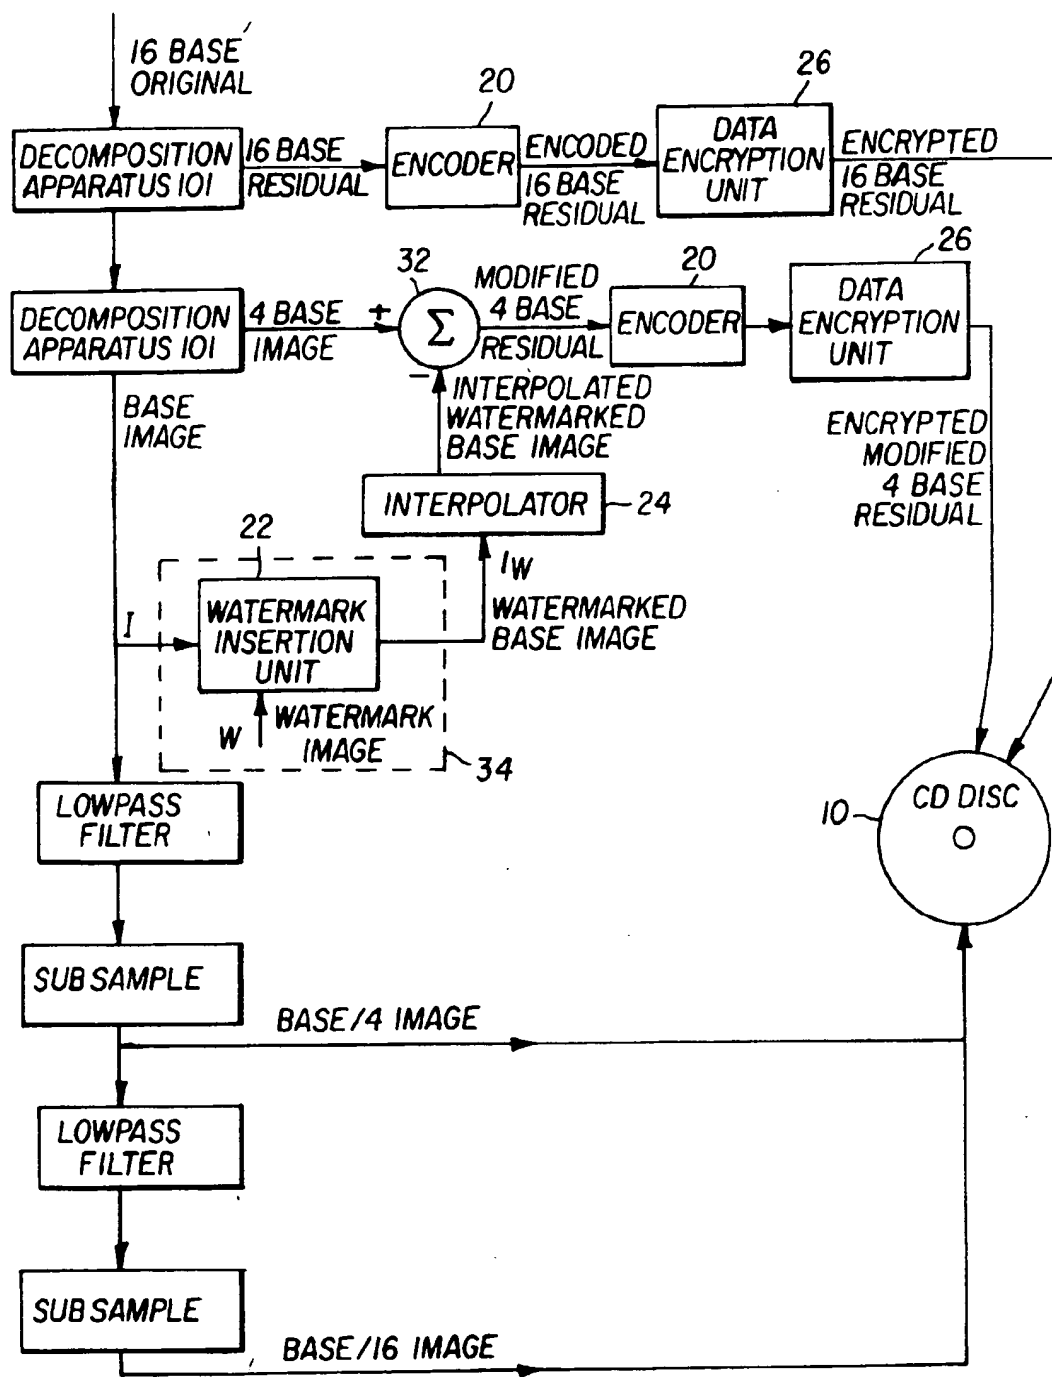 16 BASE
ORIGINAL
DECOMPOSITION
APPARATUS 101
16 BASE
RESIDUAL
20
ENCODER
ENCODED
16 BASE
RESIDUAL
26
DATA
ENCRYPTION
UNIT
ENCRYPTED
16 BASE
RESIDUAL
DECOMPOSITION
APPARATUS 101
4 BASE
IMAGE
32
+
Σ
−
MODIFIED
4 BASE
RESIDUAL
20
ENCODER
26
DATA
ENCRYPTION
UNIT
BASE
IMAGE
INTERPOLATED
WATERMARKED
BASE IMAGE
ENCRYPTED
MODIFIED
4 BASE
RESIDUAL
INTERPOLATOR
24
22
I
WATERMARK
INSERTION
UNIT
IW
WATERMARKED
BASE IMAGE
W
WATERMARK
IMAGE
34
LOWPASS
FILTER
10
CD DISC
SUB SAMPLE
BASE/4 IMAGE
LOWPASS
FILTER
SUB SAMPLE
BASE/16 IMAGE